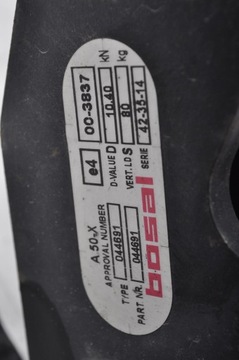 A.50-X e4 00-3837 kN kg
APPROVAL NUMBER
044691 D-VALUE D 10.40
TYPE
044691 VERT. LD S 80
PART NR. SERIE 42-35-14
bosal